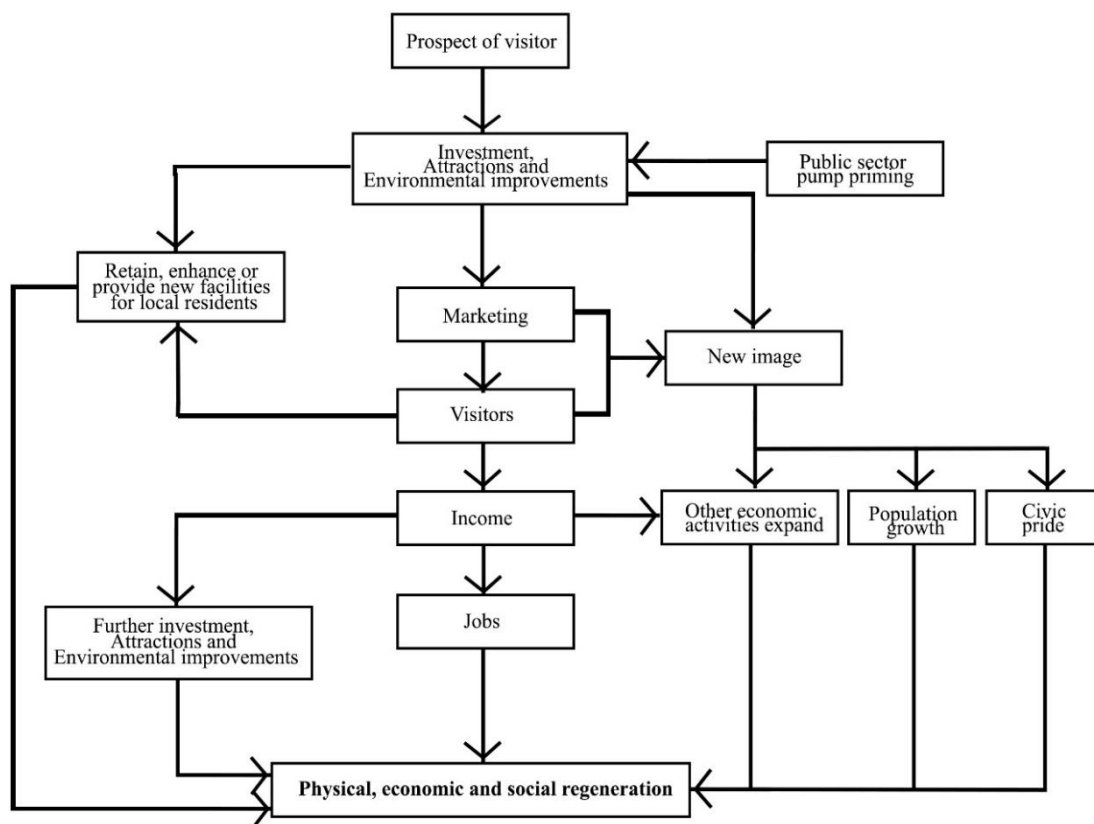 Prospect of visitor
Investment,
Attractions and
Environmental improvements
Public sector
pump priming
Retain, enhance or
provide new facilities
for local residents
Marketing
New image
Visitors
Income
Other economic
activities expand
Population
growth
Civic
pride
Further investment,
Attractions and
Environmental improvements
Jobs
Physical, economic and social regeneration